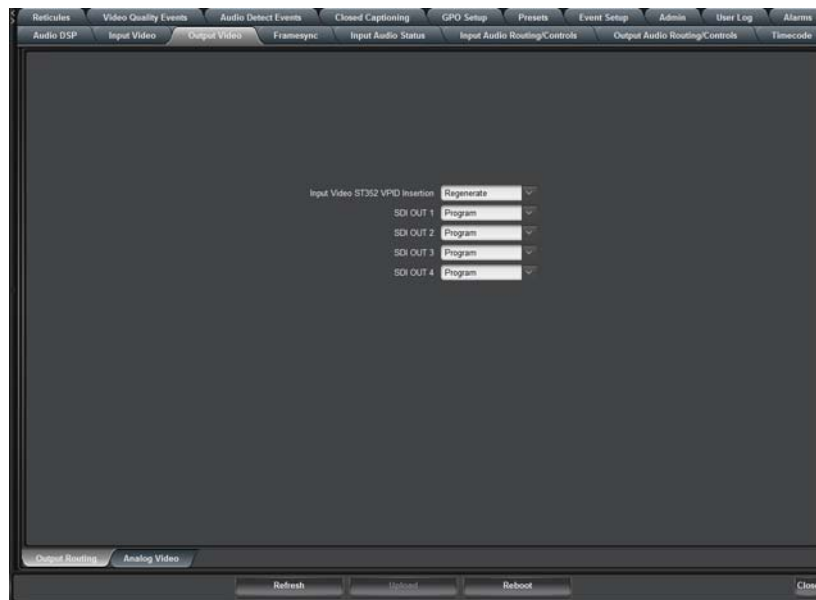 Reticules Video Quality Events Audio Detect Events Closed Captioning GPO Setup Presets Event Setup Admin User Log Alarms
Audio DSP Input Video Output Video Framesync Input Audio Status Input Audio Routing/Controls Output Audio Routing/Controls Timecode
Input Video ST352 VPID Insertion Regenerate
SDI OUT 1 Program
SDI OUT 2 Program
SDI OUT 3 Program
SDI OUT 4 Program
Output Routing Analog Video
Refresh Upload Reboot Close